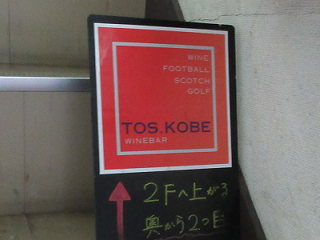 WINE
FOOTBALL
SCOTCH
GOLF
TOS.KOBE
WINEBAR
2Fへ上がる
奥から2つ目